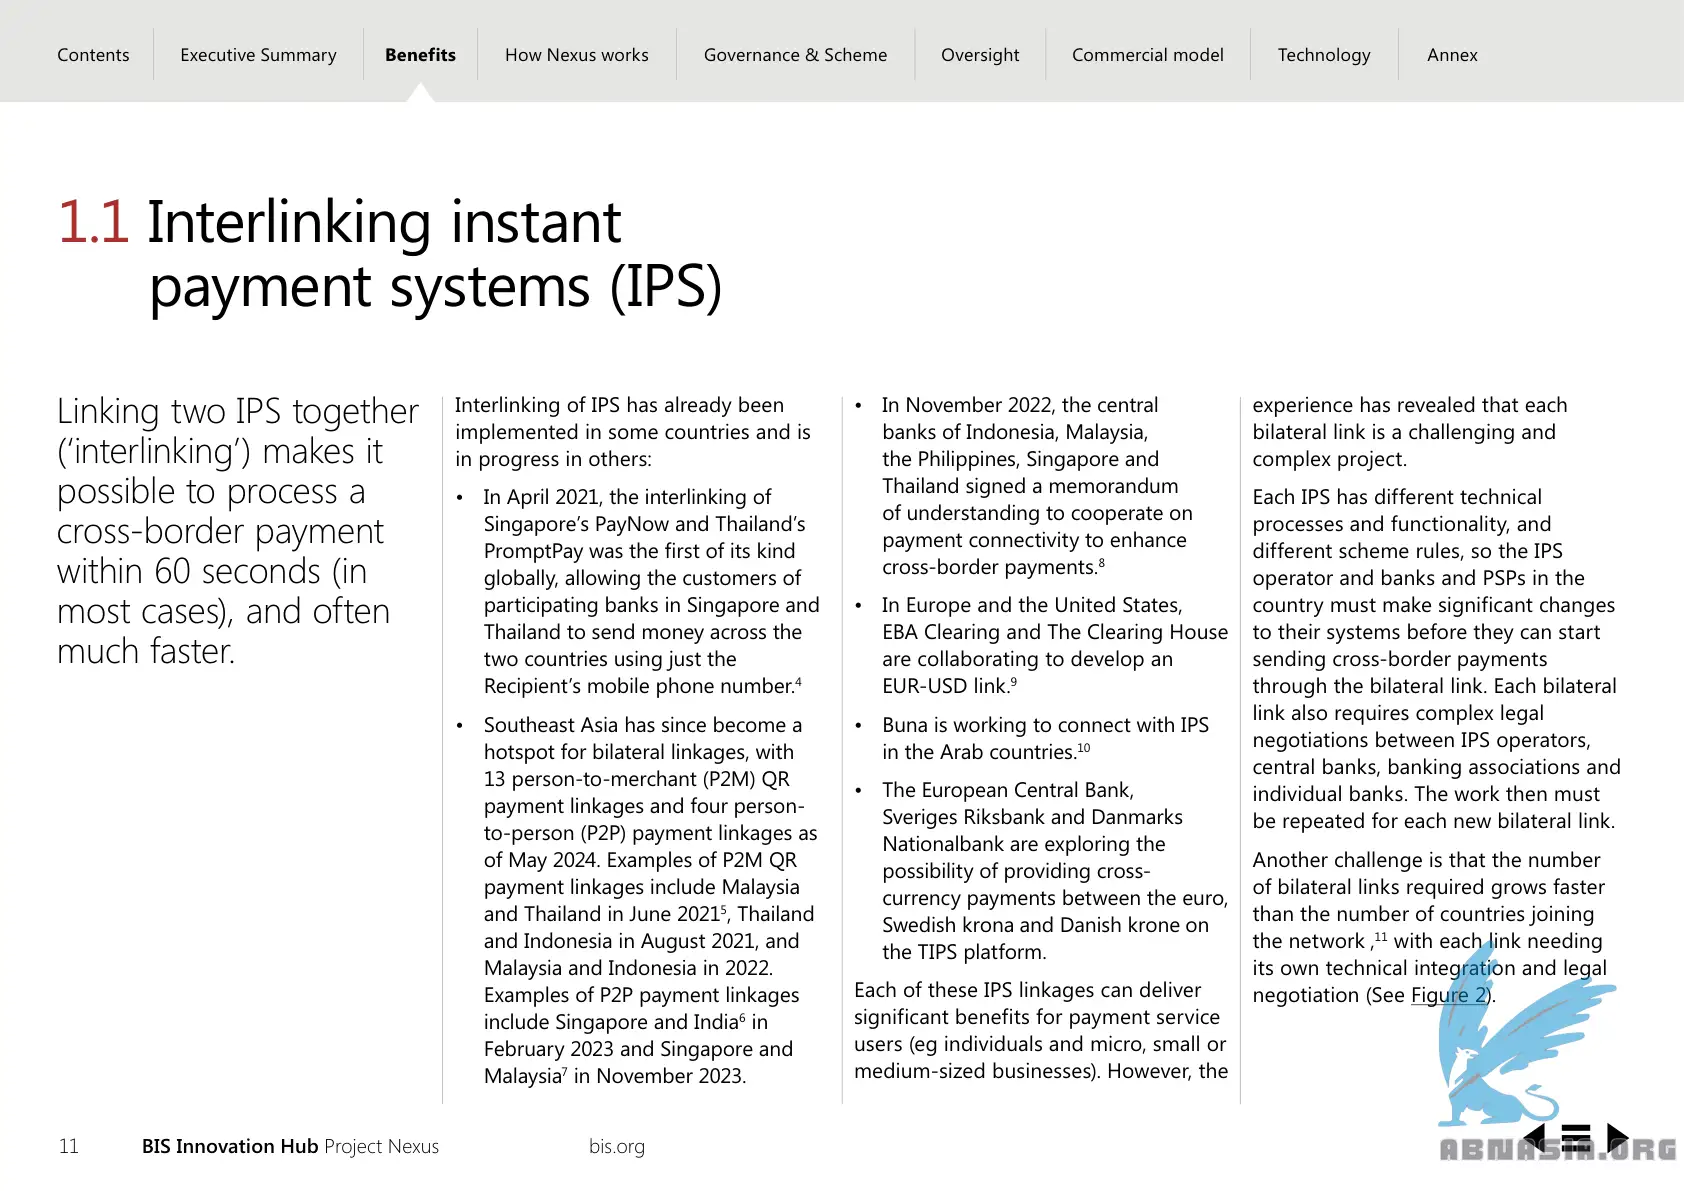 Contents
Executive Summary
Benefits
How Nexus works
Governance & Scheme
Oversight
Commercial model
Technology
Annex
1.1 Interlinking instant
payment systems (IPS)
Linking two IPS together
(‘interlinking’) makes it
possible to process a
cross-border payment
within 60 seconds (in
most cases), and often
much faster.
Interlinking of IPS has already been
implemented in some countries and is
in progress in others:
• In April 2021, the interlinking of
Singapore’s PayNow and Thailand’s
PromptPay was the first of its kind
globally, allowing the customers of
participating banks in Singapore and
Thailand to send money across the
two countries using just the
Recipient’s mobile phone number.4
• Southeast Asia has since become a
hotspot for bilateral linkages, with
13 person-to-merchant (P2M) QR
payment linkages and four person-
to-person (P2P) payment linkages as
of May 2024. Examples of P2M QR
payment linkages include Malaysia
and Thailand in June 20215, Thailand
and Indonesia in August 2021, and
Malaysia and Indonesia in 2022.
Examples of P2P payment linkages
include Singapore and India6 in
February 2023 and Singapore and
Malaysia7 in November 2023.
• In November 2022, the central
banks of Indonesia, Malaysia,
the Philippines, Singapore and
Thailand signed a memorandum
of understanding to cooperate on
payment connectivity to enhance
cross-border payments.8
• In Europe and the United States,
EBA Clearing and The Clearing House
are collaborating to develop an
EUR-USD link.9
• Buna is working to connect with IPS
in the Arab countries.10
• The European Central Bank,
Sveriges Riksbank and Danmarks
Nationalbank are exploring the
possibility of providing cross-
currency payments between the euro,
Swedish krona and Danish krone on
the TIPS platform.
Each of these IPS linkages can deliver
significant benefits for payment service
users (eg individuals and micro, small or
medium-sized businesses). However, the
experience has revealed that each
bilateral link is a challenging and
complex project.
Each IPS has different technical
processes and functionality, and
different scheme rules, so the IPS
operator and banks and PSPs in the
country must make significant changes
to their systems before they can start
sending cross-border payments
through the bilateral link. Each bilateral
link also requires complex legal
negotiations between IPS operators,
central banks, banking associations and
individual banks. The work then must
be repeated for each new bilateral link.
Another challenge is that the number
of bilateral links required grows faster
than the number of countries joining
the network ,11 with each link needing
its own technical integration and legal
negotiation (See Figure 2).
11
BIS Innovation Hub Project Nexus
bis.org
ABNASIA.ORG